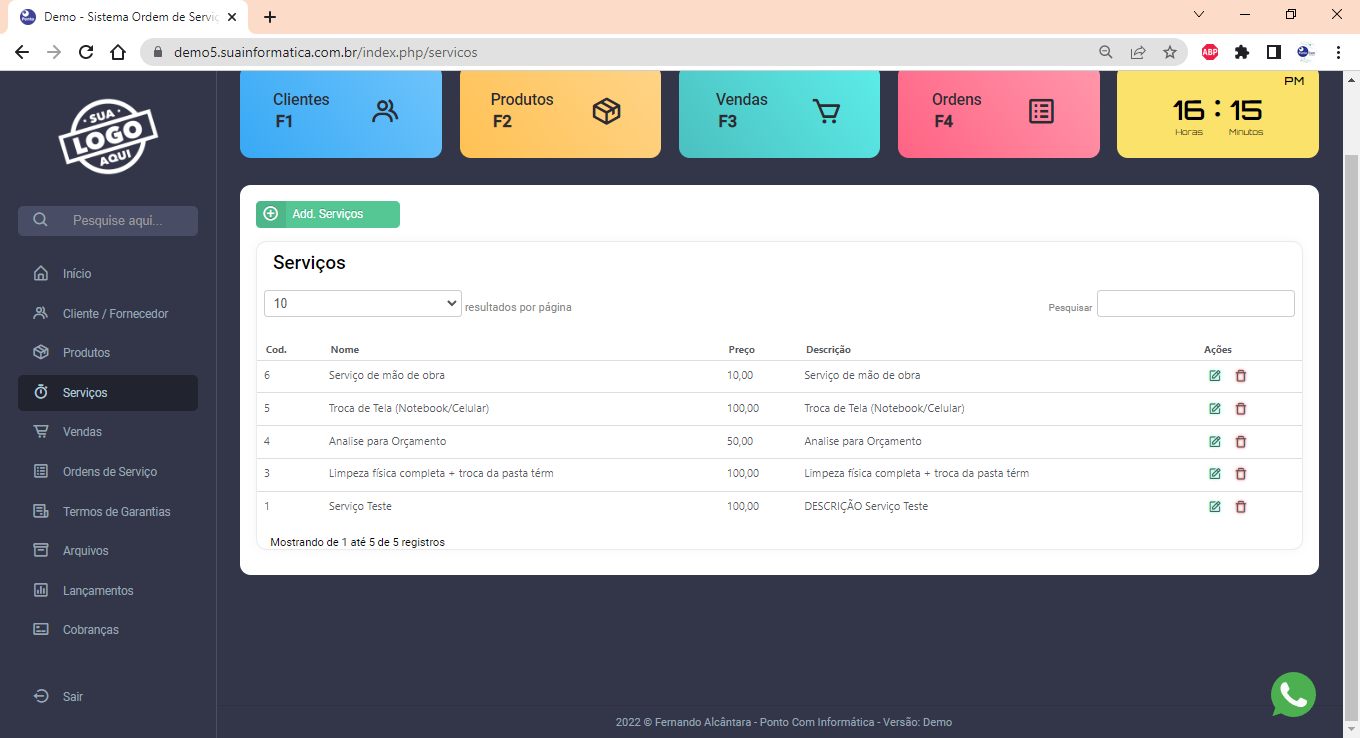 Demo - Sistema Ordem de Serviç
demo5.suainformatica.com.br/index.php/servicos
ABP
SUA
LOGO
AQUI
Pesquise aqui...
Início
Cliente / Fornecedor
Produtos
Serviços
Vendas
Ordens de Serviço
Termos de Garantias
Arquivos
Lançamentos
Cobranças
Sair
Clientes
F1
Produtos
F2
Vendas
F3
Ordens
F4
PM
16 : 15
Horas Minutos
Add. Serviços
Serviços
10 resultados por página Pesquisar
Cod. Nome Preço Descrição Ações
6 Serviço de mão de obra 10,00 Serviço de mão de obra
5 Troca de Tela (Notebook/Celular) 100,00 Troca de Tela (Notebook/Celular)
4 Analise para Orçamento 50,00 Analise para Orçamento
3 Limpeza física completa + troca da pasta térm 100,00 Limpeza física completa + troca da pasta térm
1 Serviço Teste 100,00 DESCRIÇÃO Serviço Teste
Mostrando de 1 até 5 de 5 registros
2022 © Fernando Alcântara - Ponto Com Informática - Versão: Demo